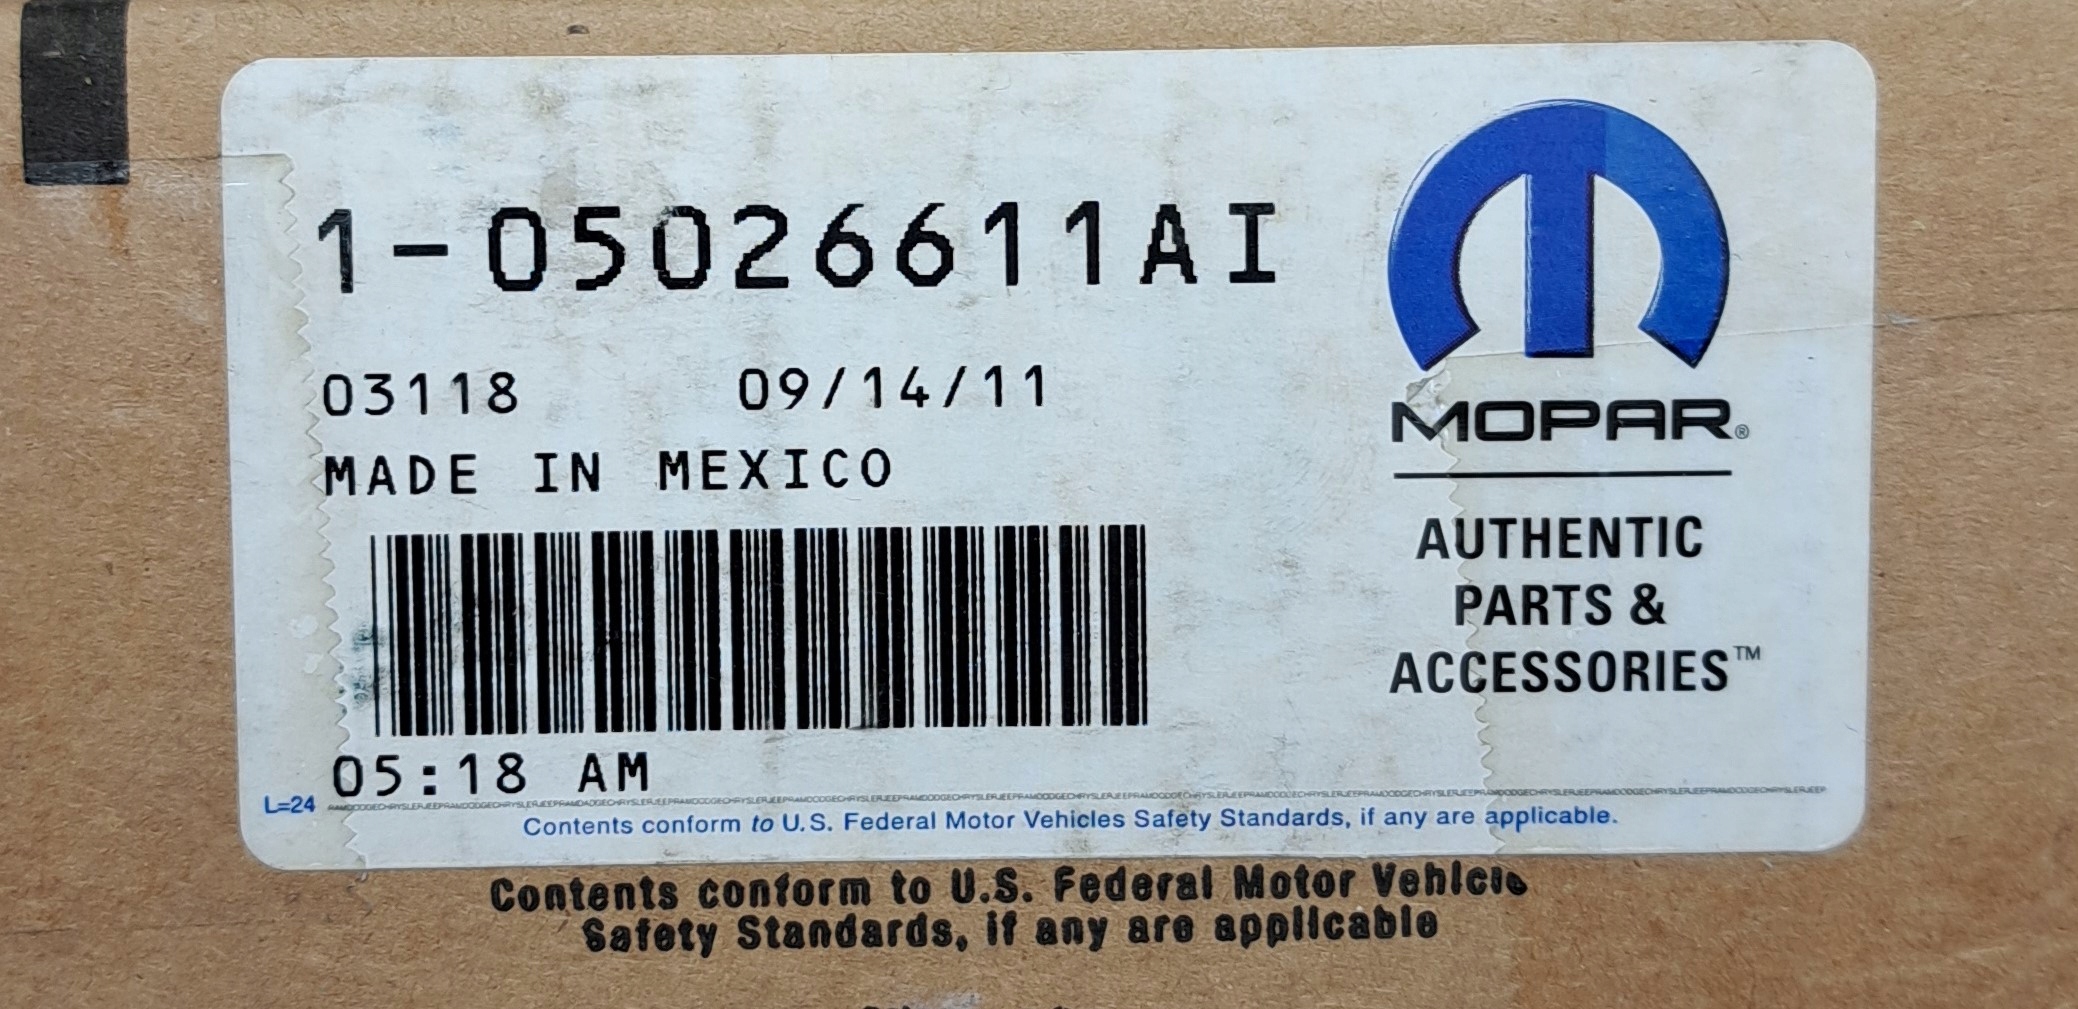 1-05026611AI
03118 09/14/11
MADE IN MEXICO
05:18 AM
MOPAR®
AUTHENTIC
PARTS &
ACCESSORIES™
L=24
Contents conform to U.S. Federal Motor Vehicles Safety Standards, if any are applicable.
Contents conform to U.S. Federal Motor Vehicle
Safety Standards, if any are applicable